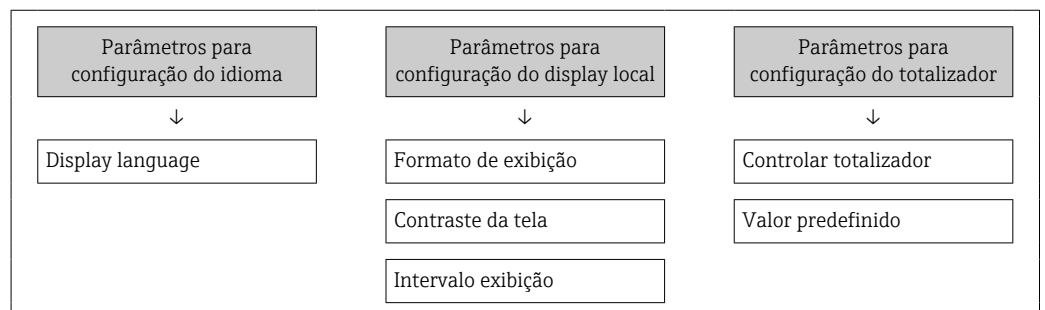 Parâmetros para
configuração do idioma
↓
Display language
Parâmetros para
configuração do display local
↓
Formato de exibição
Contraste da tela
Intervalo exibição
Parâmetros para
configuração do totalizador
↓
Controlar totalizador
Valor predefinido